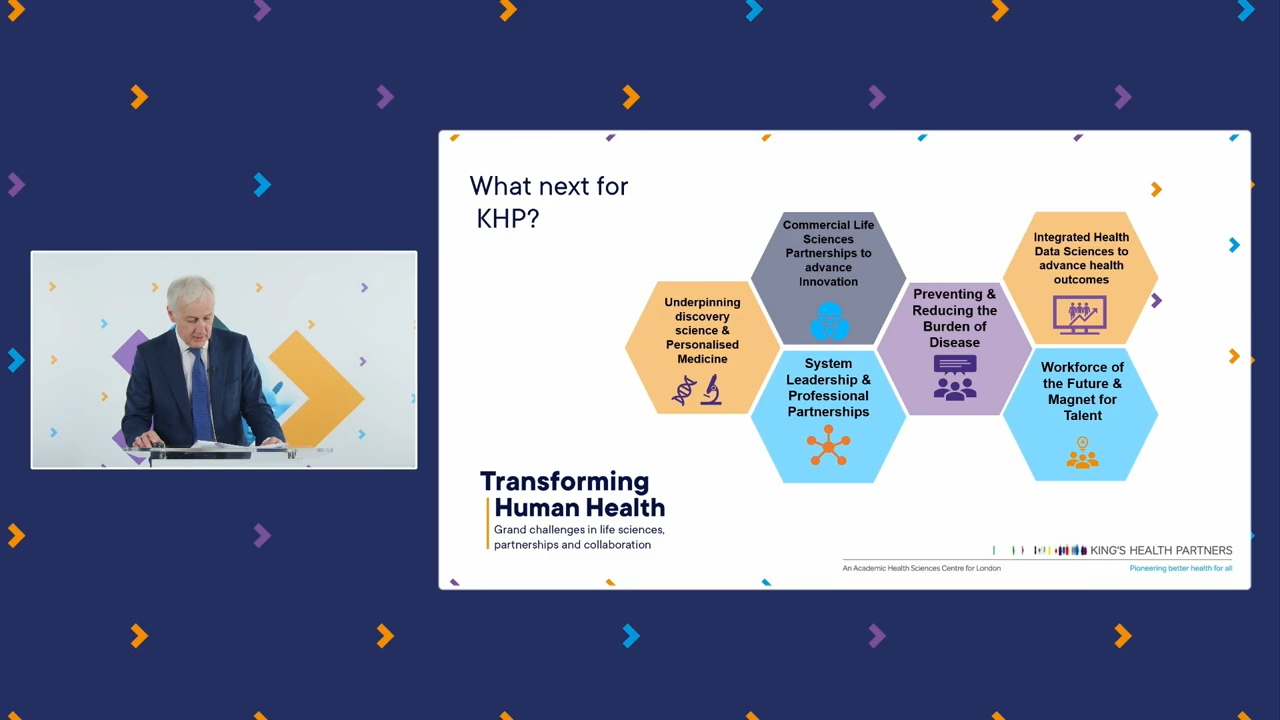 What next for
KHP?
Commercial Life
Sciences
Partnerships to
advance
Innovation
Integrated Health
Data Sciences to
advance health
outcomes
Underpinning
discovery
science &
Personalised
Medicine
Preventing &
Reducing the
Burden of
Disease
System
Leadership &
Professional
Partnerships
Workforce of
the Future &
Magnet for
Talent
Transforming
Human Health
Grand challenges in life sciences,
partnerships and collaboration
KING'S HEALTH PARTNERS
An Academic Health Sciences Centre for London
Pioneering better health for all